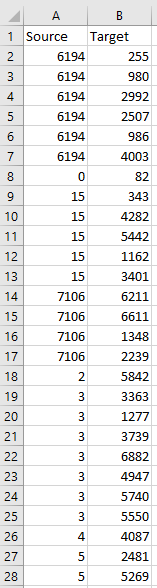 A B
1 Source Target
2 6194 255
3 6194 980
4 6194 2992
5 6194 2507
6 6194 986
7 6194 4003
8 0 82
9 15 343
10 15 4282
11 15 5442
12 15 1162
13 15 3401
14 7106 6211
15 7106 6611
16 7106 1348
17 7106 2239
18 2 5842
19 3 3363
20 3 1277
21 3 3739
22 3 6882
23 3 4947
24 3 5740
25 3 5550
26 4 4087
27 5 2481
28 5 5269